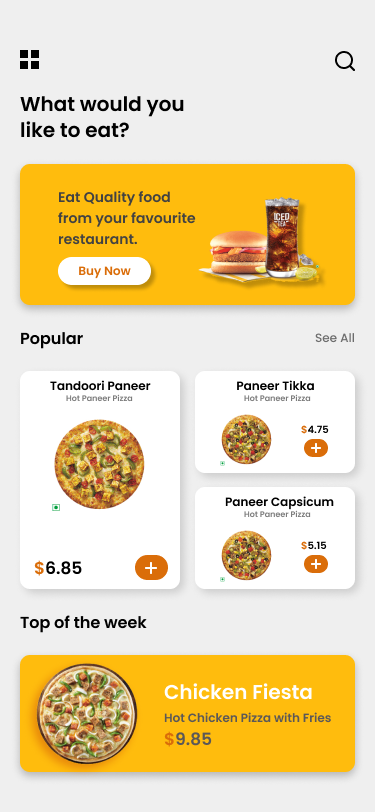 What would you
like to eat?
Eat Quality food
from your favourite
restaurant.
Buy Now
ICED
TEA
Popular
See All
Tandoori Paneer
Hot Paneer Pizza
$6.85
Paneer Tikka
Hot Paneer Pizza
$4.75
Paneer Capsicum
Hot Paneer Pizza
$5.15
Top of the week
Chicken Fiesta
Hot Chicken Pizza with Fries
$9.85